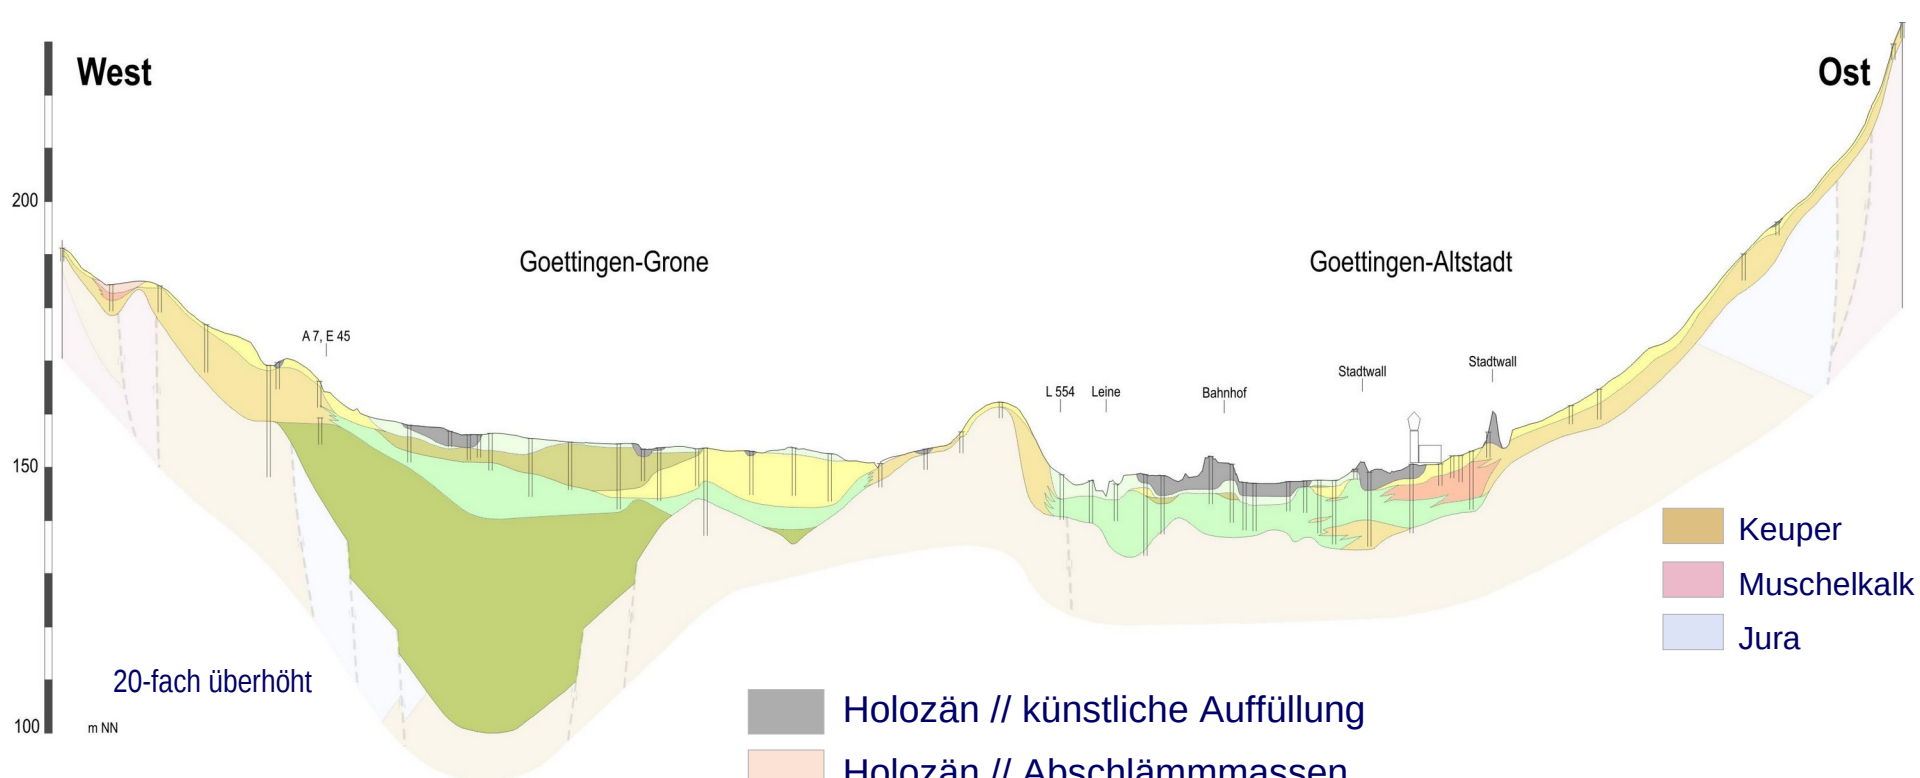 West
Ost
200
Goettingen-Grone
Goettingen-Altstadt
A 7, E 45
Stadtwall
Stadtwall
L 554
Leine
Bahnhof
150
Keuper
Muschelkalk
Jura
20-fach überhöht
100
m NN
Holozän // künstliche Auffüllung
Holozän // Abschlämmmassen